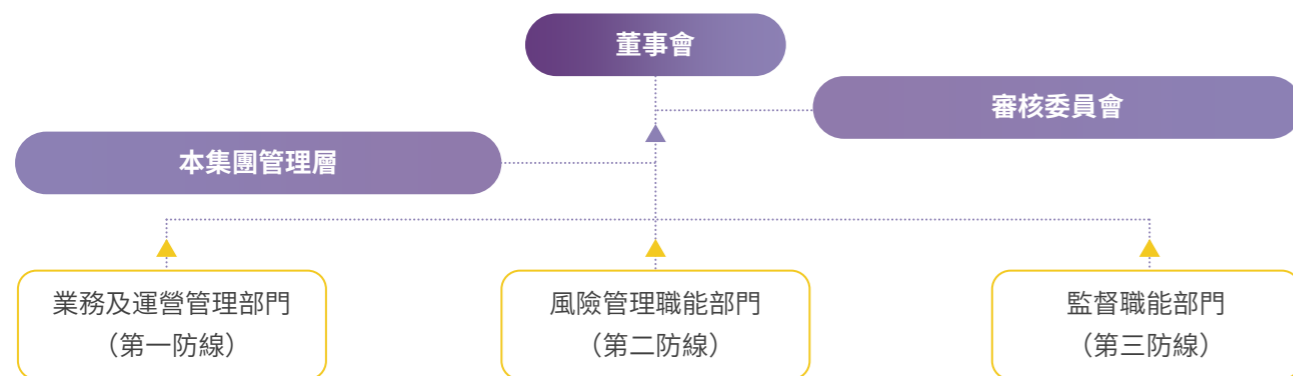 董事會
審核委員會
本集團管理層
業務及運營管理部門
（第一防線）
風險管理職能部門
（第二防線）
監督職能部門
（第三防線）